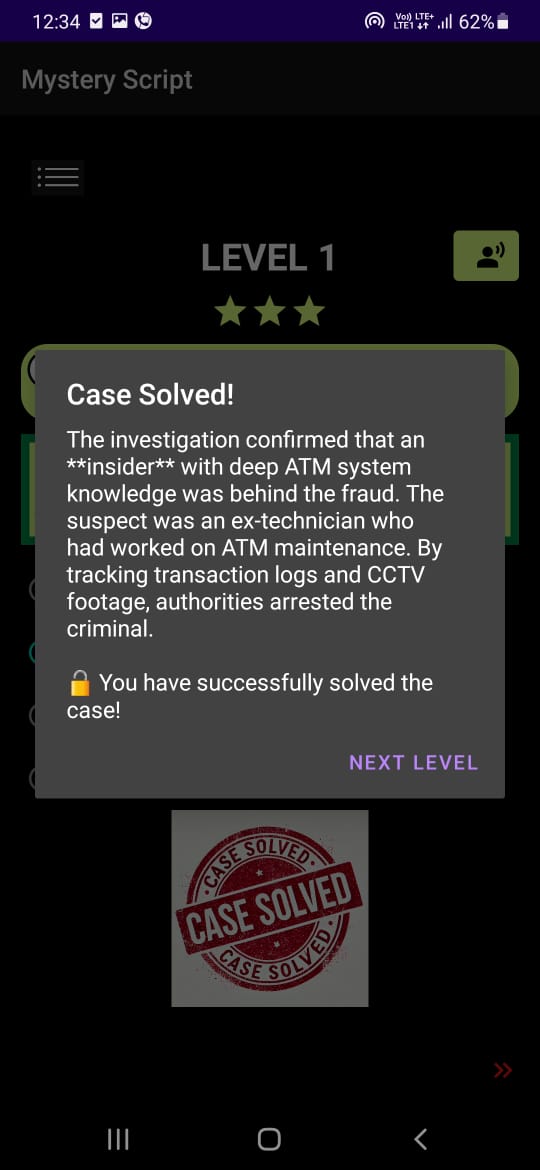 12:34
Vo) LTE+
LTE1
62%
Mystery Script
LEVEL 1
Case Solved!
The investigation confirmed that an
**insider** with deep ATM system
knowledge was behind the fraud. The
suspect was an ex-technician who
had worked on ATM maintenance. By
tracking transaction logs and CCTV
footage, authorities arrested the
criminal.
🔒 You have successfully solved the
case!
NEXT LEVEL
CASE SOLVED
CASE SOLVED
CASE SOLVED